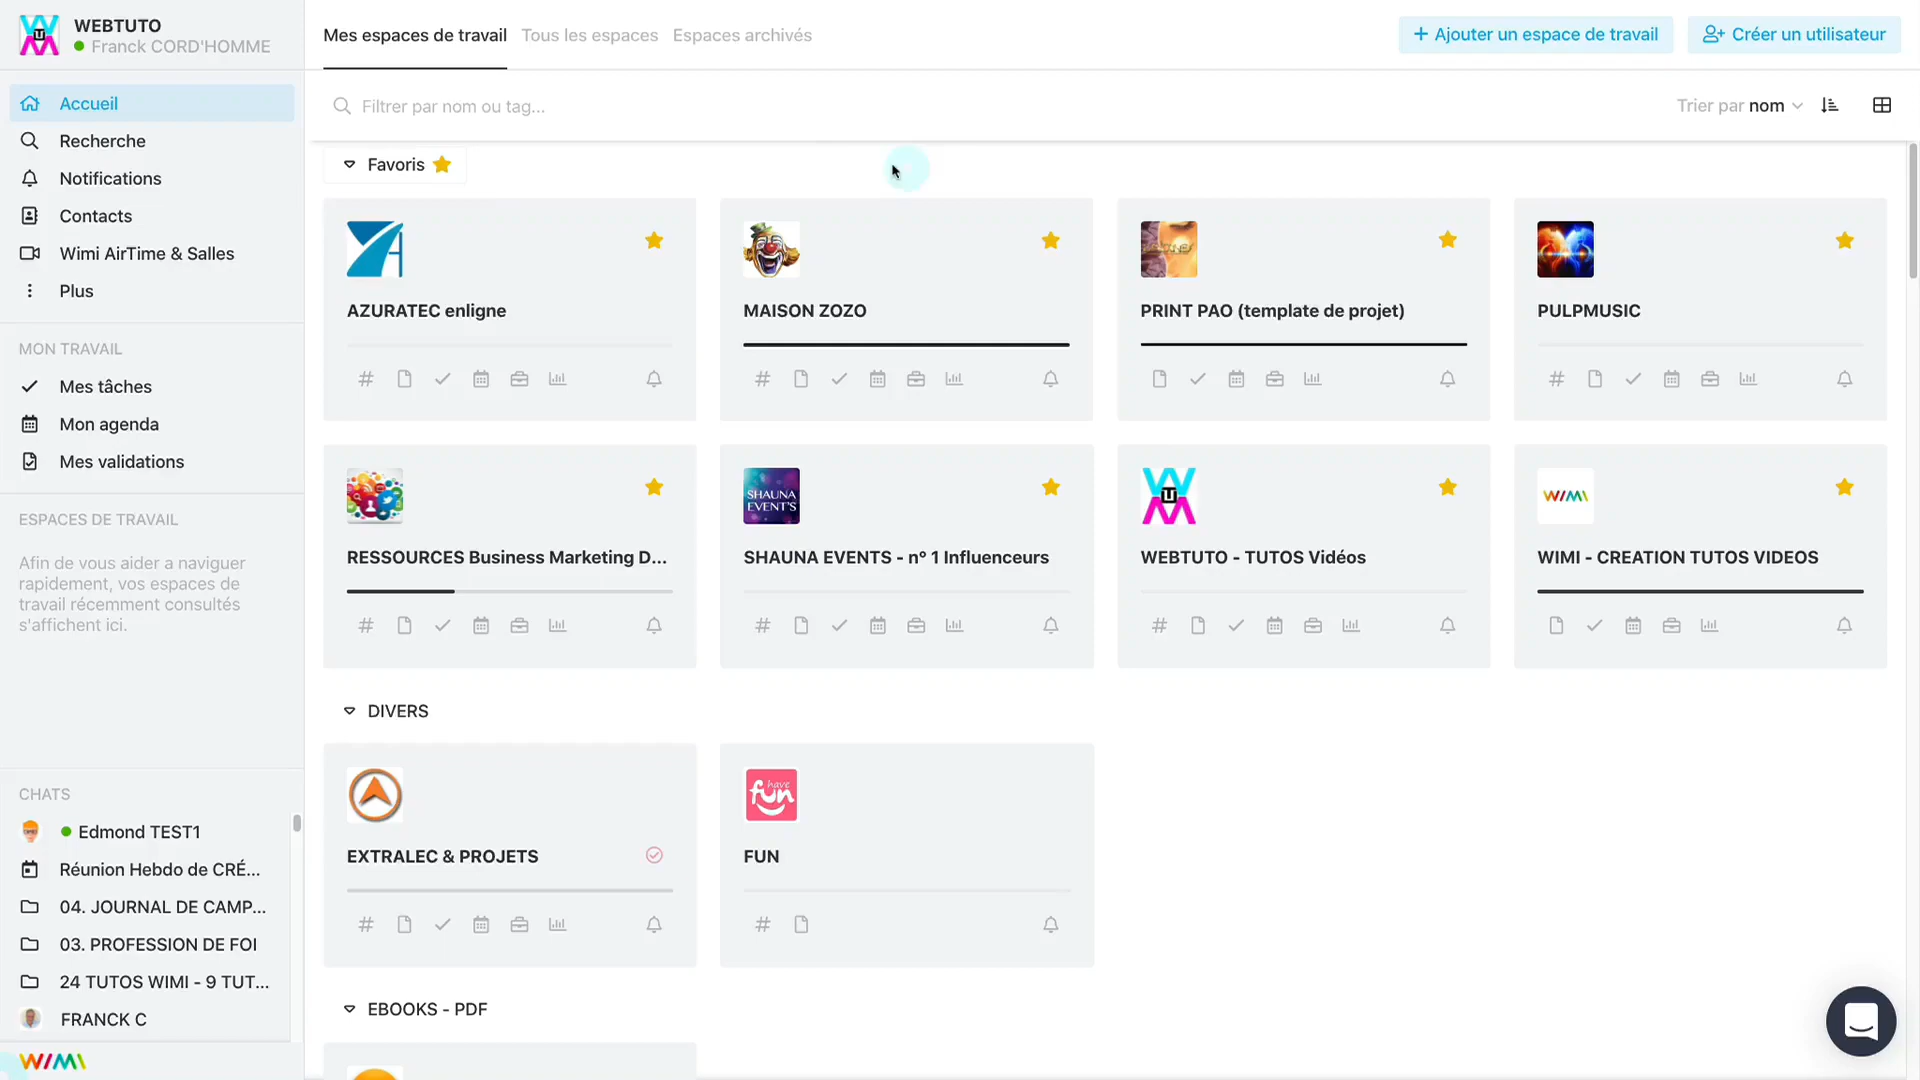 WEBTUTO
Franck CORD'HOMME
Mes espaces de travail
Tous les espaces
Espaces archivés
+ Ajouter un espace de travail
Créer un utilisateur
Accueil
Recherche
Notifications
Contacts
Wimi AirTime & Salles
Plus
MON TRAVAIL
Mes tâches
Mon agenda
Mes validations
ESPACES DE TRAVAIL
Afin de vous aider a naviguer
rapidement, vos espaces de
travail récemment consultés
s'affichent ici.
CHATS
Edmond TEST1
Réunion Hebdo de CRÉ...
04. JOURNAL DE CAMP...
03. PROFESSION DE FOI
24 TUTOS WIMI - 9 TUT...
FRANCK C
WIMI
Filtrer par nom ou tag...
Trier par nom
Favoris
AZURATEC enligne
MAISON ZOZO
PRINT PAO (template de projet)
PULPMUSIC
SHAUNA
EVENT'S
WIMI
RESSOURCES Business Marketing D...
SHAUNA EVENTS - n° 1 Influenceurs
WEBTUTO - TUTOS Vidéos
WIMI - CREATION TUTOS VIDEOS
DIVERS
have
fun
EXTRALEC & PROJETS
FUN
EBOOKS - PDF